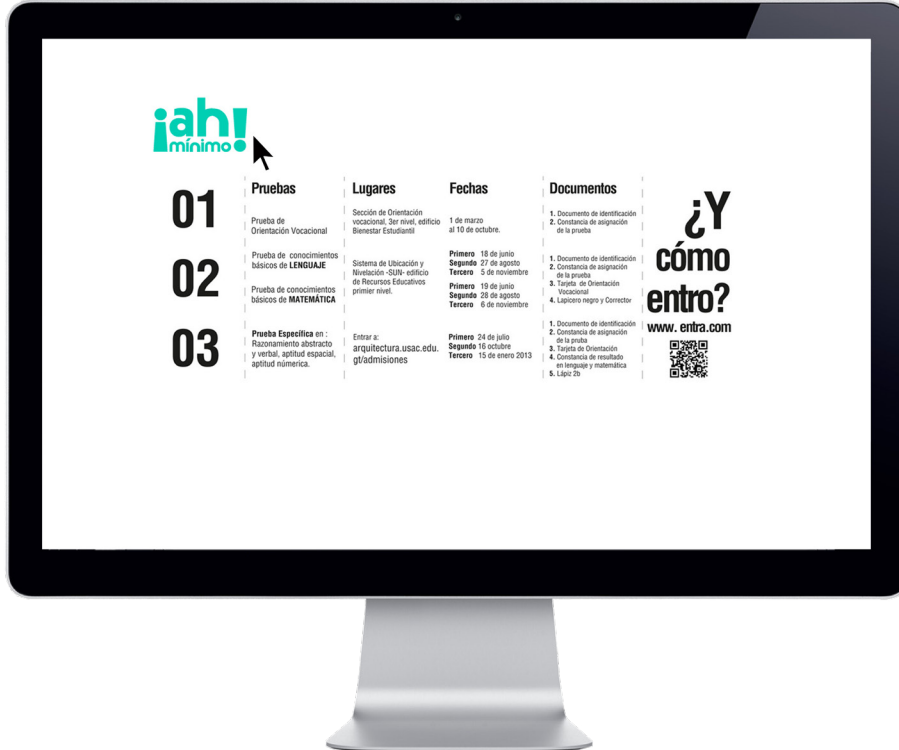 ¡ah!
mínimo
01
02
03
Pruebas
Prueba de
Orientación Vocacional
Prueba de conocimientos
básicos de LENGUAJE
Prueba de conocimientos
básicos de MATEMÁTICA
Prueba Específica en :
Razonamiento abstracto
y verbal, aptitud espacial,
aptitud númerica.
Lugares
Sección de Orientación
vocacional, 3er nivel, edificio
Bienestar Estudiantil
Sistema de Ubicación y
Nivelación -SUN- edificio
de Recursos Educativos
primier nivel.
Entrar a:
arquitectura.usac.edu.
gt/admisiones
Fechas
1 de marzo
al 10 de octubre.
Primero 18 de junio
Segundo 27 de agosto
Tercero 5 de noviembre
Primero 19 de junio
Segundo 28 de agosto
Tercero 6 de noviembre
Primero 24 de julio
Segundo 16 octubre
Tercero 15 de enero 2013
Documentos
1. Documento de identificación
2. Constancia de asignación
de la prueba
1. Documento de identificación
2. Constancia de asignación
de la prueba
3. Tarjeta de Orientación
Vocacional
4. Lapicero negro y Corrector
1. Documento de identificación
2. Constancia de asignación
de la pruba
3. Tarjeta de Orientación
4. Constancia de resultado
en lenguaje y matemática
5. Lápiz 2b
¿Y
cómo
entro?
www. entra.com